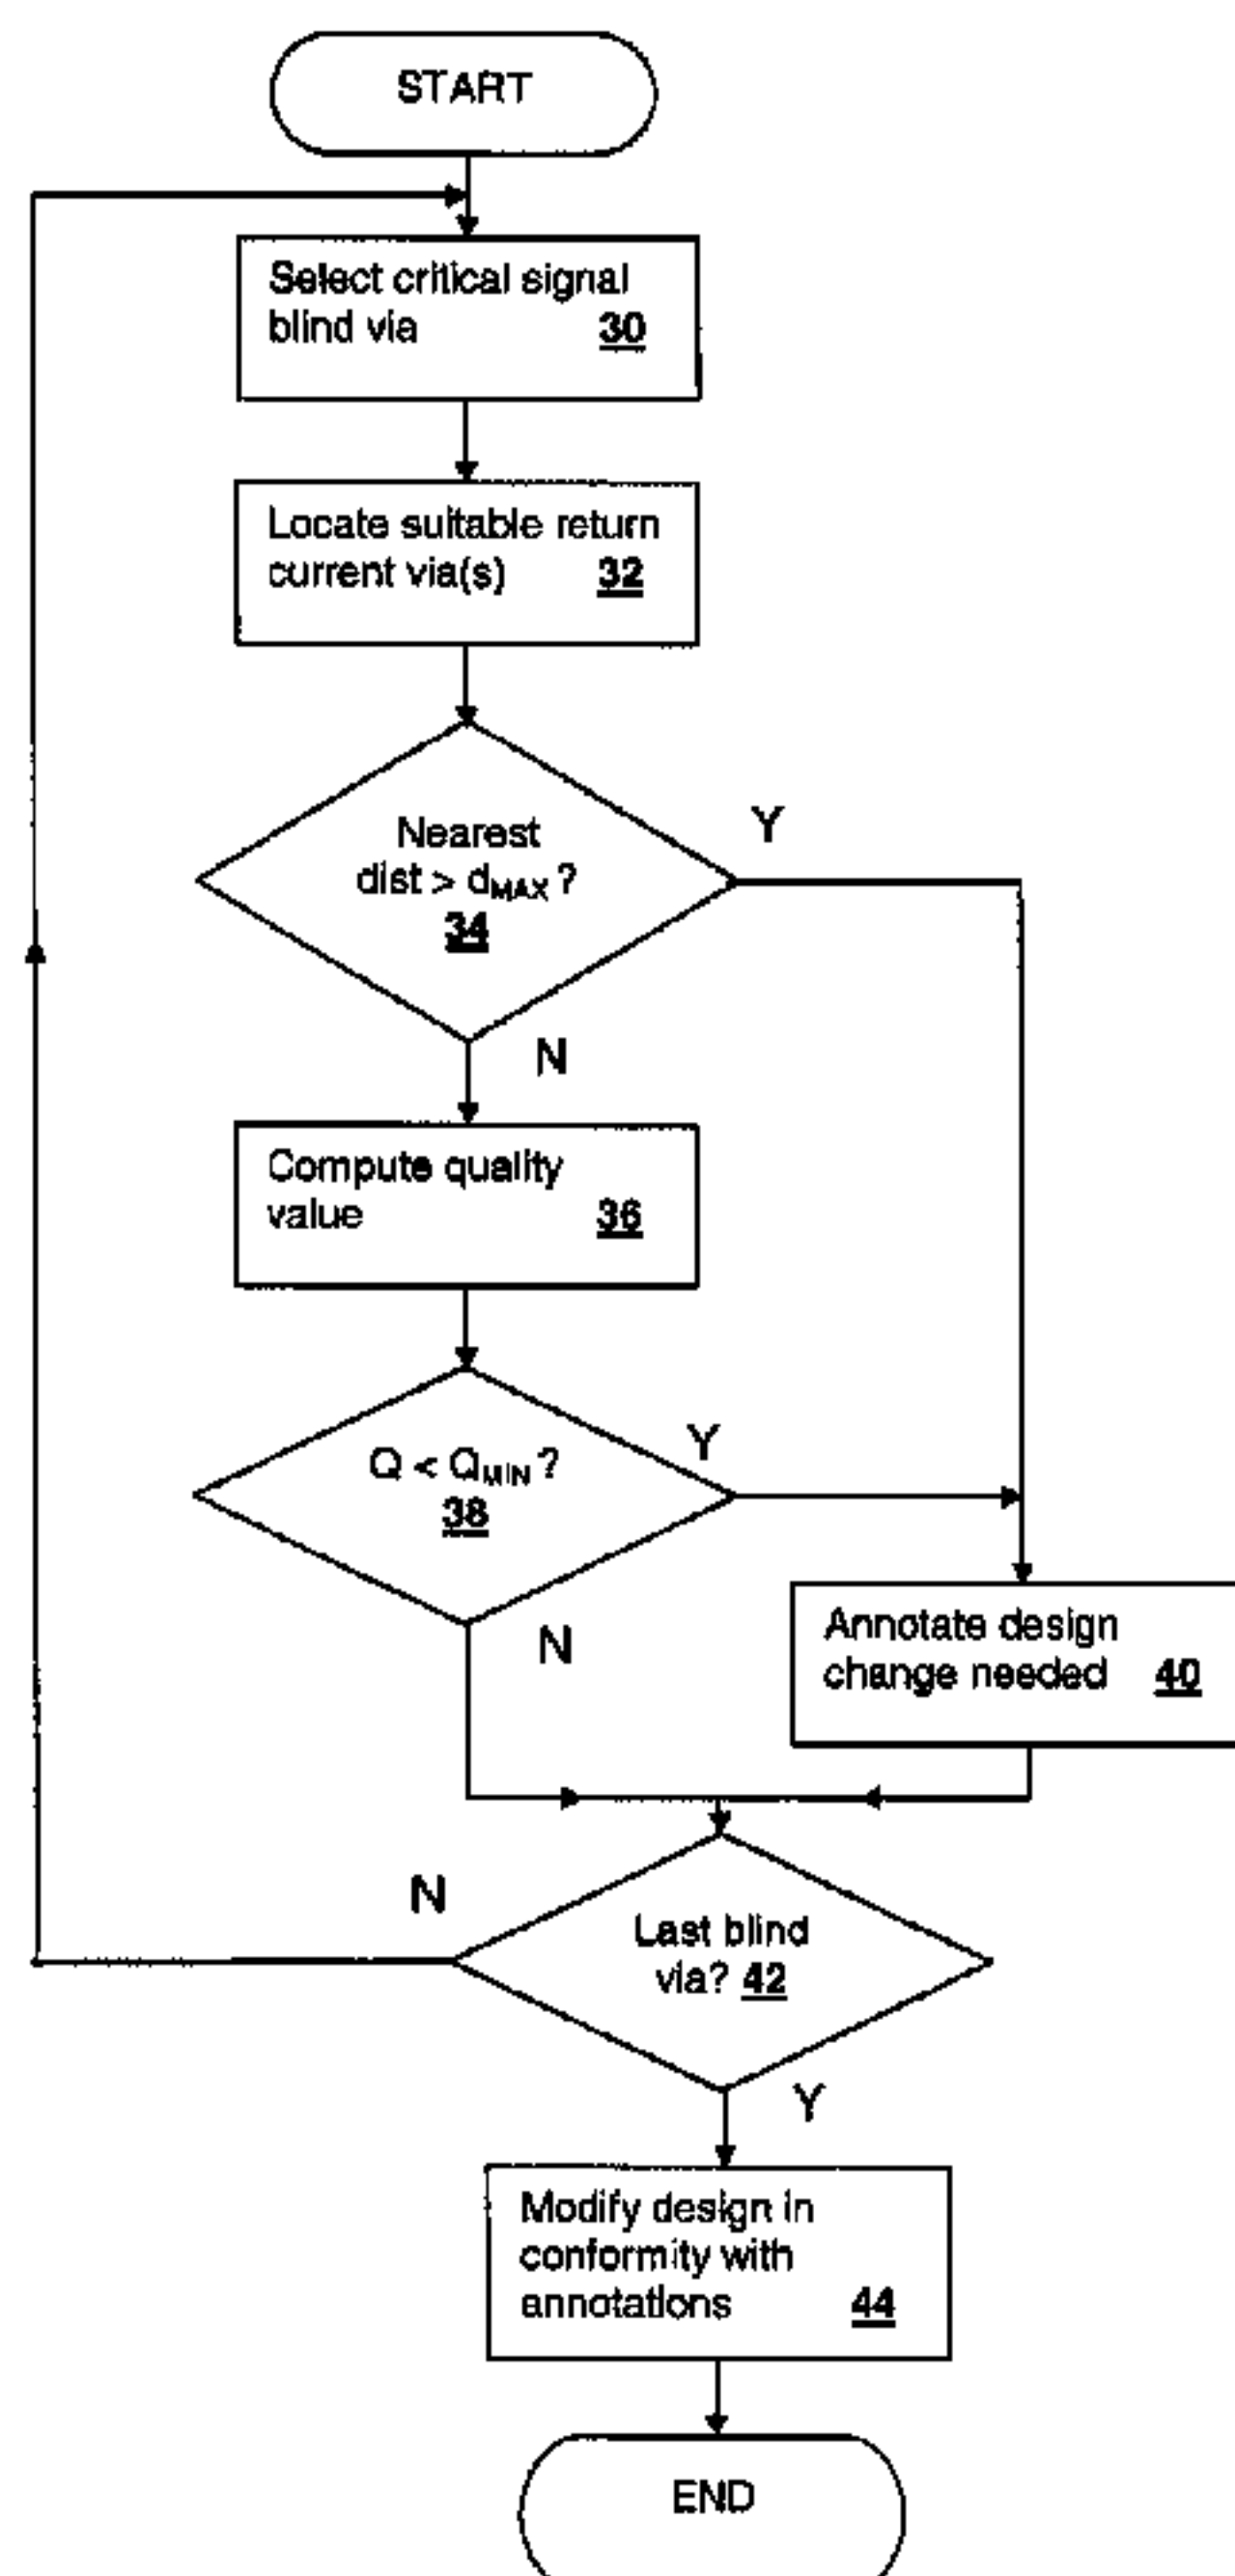 START
Select critical signal
blind via 30
Locate suitable return
current via(s) 32
Nearest
dist > dMAX ?
34
Y
N
Compute quality
value 36
Q < QMIN ?
38
Y
N
Annotate design
change needed 40
N
Last blind
via? 42
Y
Modify design in
conformity with
annotations 44
END